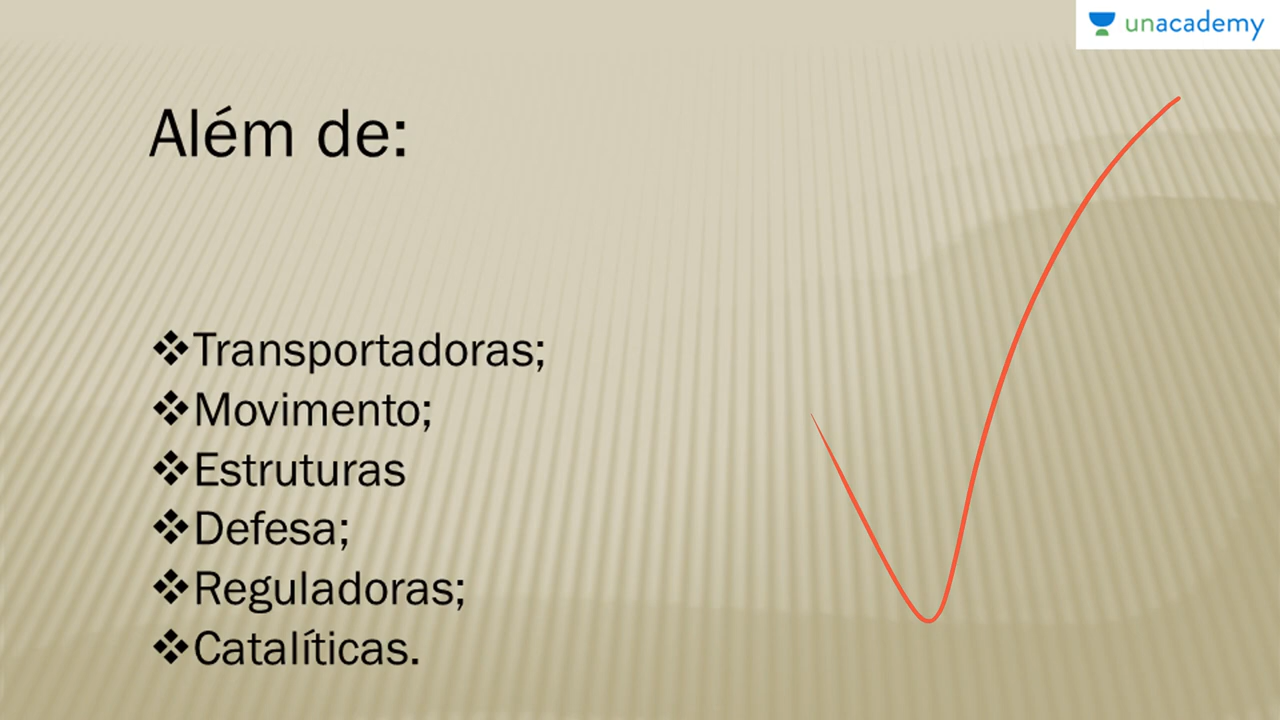 unacademy
Além de:
❖Transportadoras;
❖Movimento;
❖Estruturas
❖Defesa;
❖Reguladoras;
❖Catalíticas.